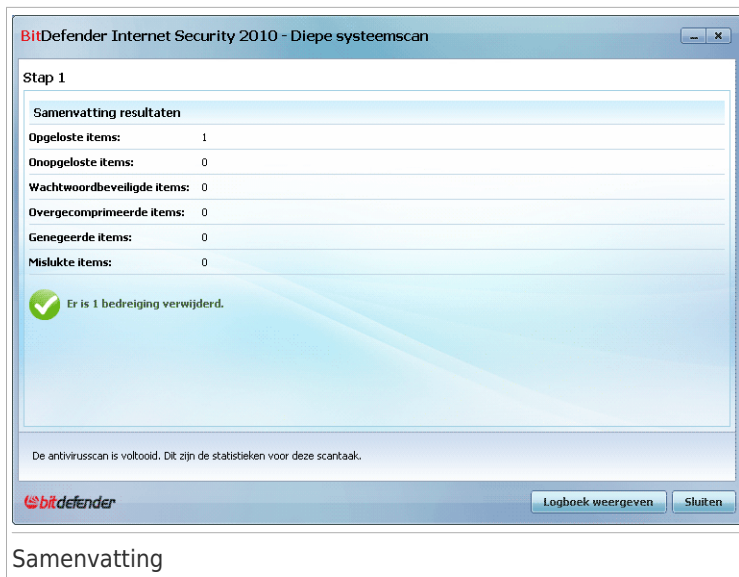 BitDefender Internet Security 2010 - Diepe systeemscan
Stap 1
Samenvatting resultaten
Opgeloste items: 1
Onopgeloste items: 0
Wachtwoordbeveiligde items: 0
Overgecomprimeerde items: 0
Genegeerde items: 0
Mislukte items: 0
Er is 1 bedreiging verwijderd.
De antivirusscan is voltooid. Dit zijn de statistieken voor deze scantaak.
bitdefender
Logboek weergeven
Sluiten
Samenvatting